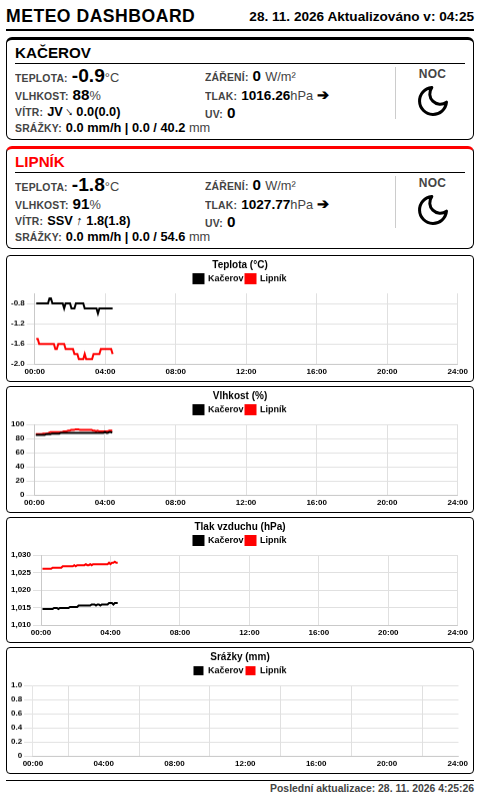 METEO DASHBOARD 28. 11. 2026 Aktualizováno v: 04:25
KAČEROV
TEPLOTA: -0.9°C ZÁŘENÍ: 0 W/m² NOC
VLHKOST: 88% TLAK: 1016.26hPa ➔
VÍTR: JV ↘ 0.0(0.0) UV: 0
SRÁŽKY: 0.0 mm/h | 0.0 / 40.2 mm
LIPNÍK
TEPLOTA: -1.8°C ZÁŘENÍ: 0 W/m² NOC
VLHKOST: 91% TLAK: 1027.77hPa ➔
VÍTR: SSV ↑ 1.8(1.8) UV: 0
SRÁŽKY: 0.0 mm/h | 0.0 / 54.6 mm
Teplota (°C)
Kačerov Lipník
-0.8
-1.2
-1.6
-2.0
00:00 04:00 08:00 12:00 16:00 20:00 24:00
Vlhkost (%)
Kačerov Lipník
100
80
60
40
20
0
00:00 04:00 08:00 12:00 16:00 20:00 24:00
Tlak vzduchu (hPa)
Kačerov Lipník
1,030
1,025
1,020
1,015
1,010
00:00 04:00 08:00 12:00 16:00 20:00 24:00
Srážky (mm)
Kačerov Lipník
1.0
0.8
0.6
0.4
0.2
0
00:00 04:00 08:00 12:00 16:00 20:00 24:00
Poslední aktualizace: 28. 11. 2026 4:25:26